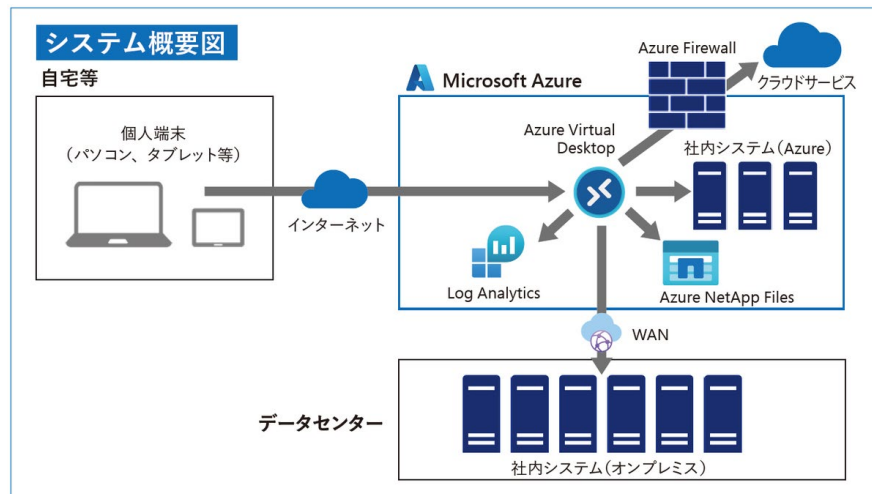 システム概要図
自宅等
個人端末
（パソコン、タブレット等）
インターネット
Microsoft Azure
Azure Firewall
クラウドサービス
Azure Virtual
Desktop
社内システム（Azure）
Log Analytics
Azure NetApp Files
WAN
データセンター
社内システム（オンプレミス）